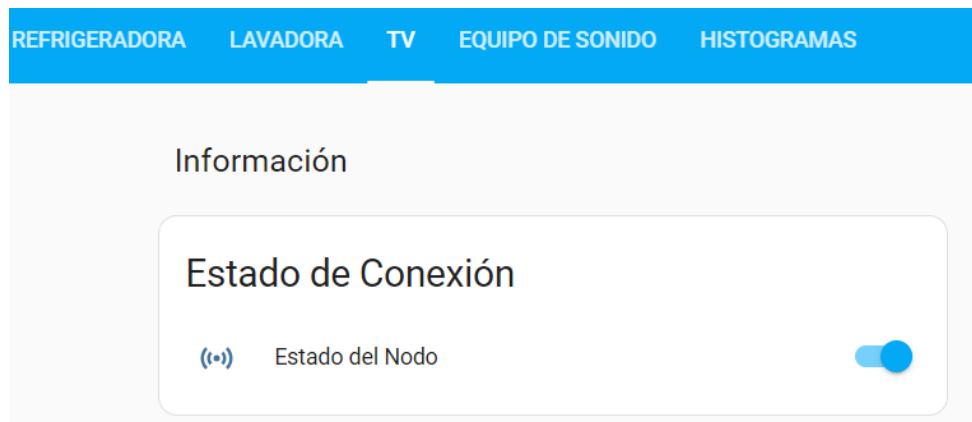 REFRIGERADORA LAVADORA TV EQUIPO DE SONIDO HISTOGRAMAS
Información
Estado de Conexión
Estado del Nodo